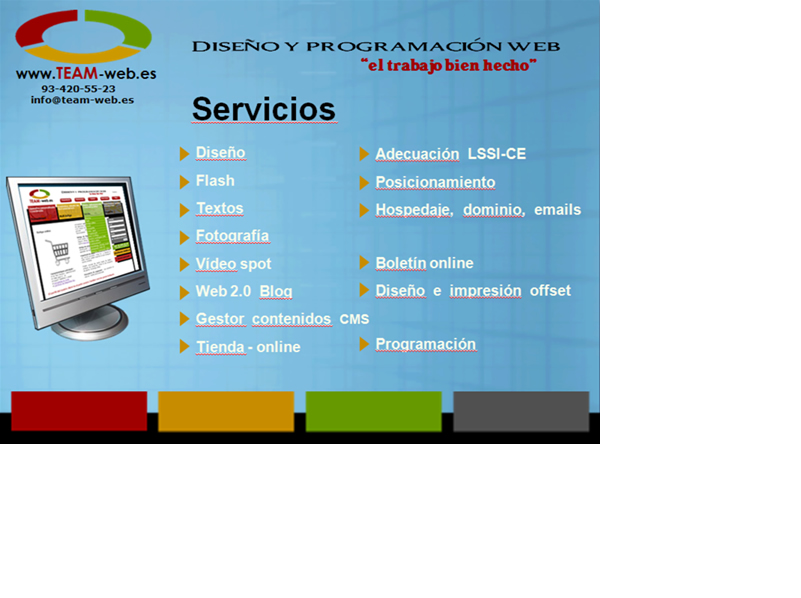 www.TEAM-web.es
93-420-55-23
info@team-web.es
DISEÑO Y PROGRAMACIÓN WEB
“el trabajo bien hecho”
Servicios
Diseño
Flash
Textos
Fotografía
Vídeo spot
Web 2.0 Blog
Gestor contenidos CMS
Tienda - online
Adecuación LSSI-CE
Posicionamiento
Hospedaje, dominio, emails
Boletín online
Diseño e impresión offset
Programación